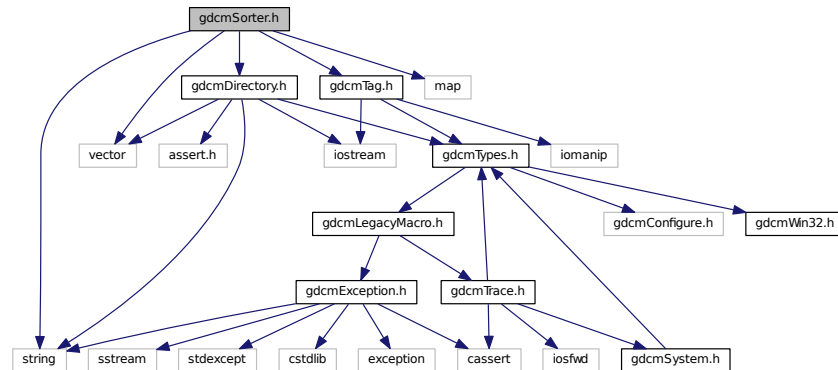 gdcmSorter.h
gdcmDirectory.h
gdcmTag.h
map
vector
assert.h
iostream
gdcmTypes.h
iomanip
gdcmLegacyMacro.h
gdcmConfigure.h
gdcmWin32.h
gdcmException.h
gdcmTrace.h
string
sstream
stdexcept
cstdlib
exception
cassert
iosfwd
gdcmSystem.h